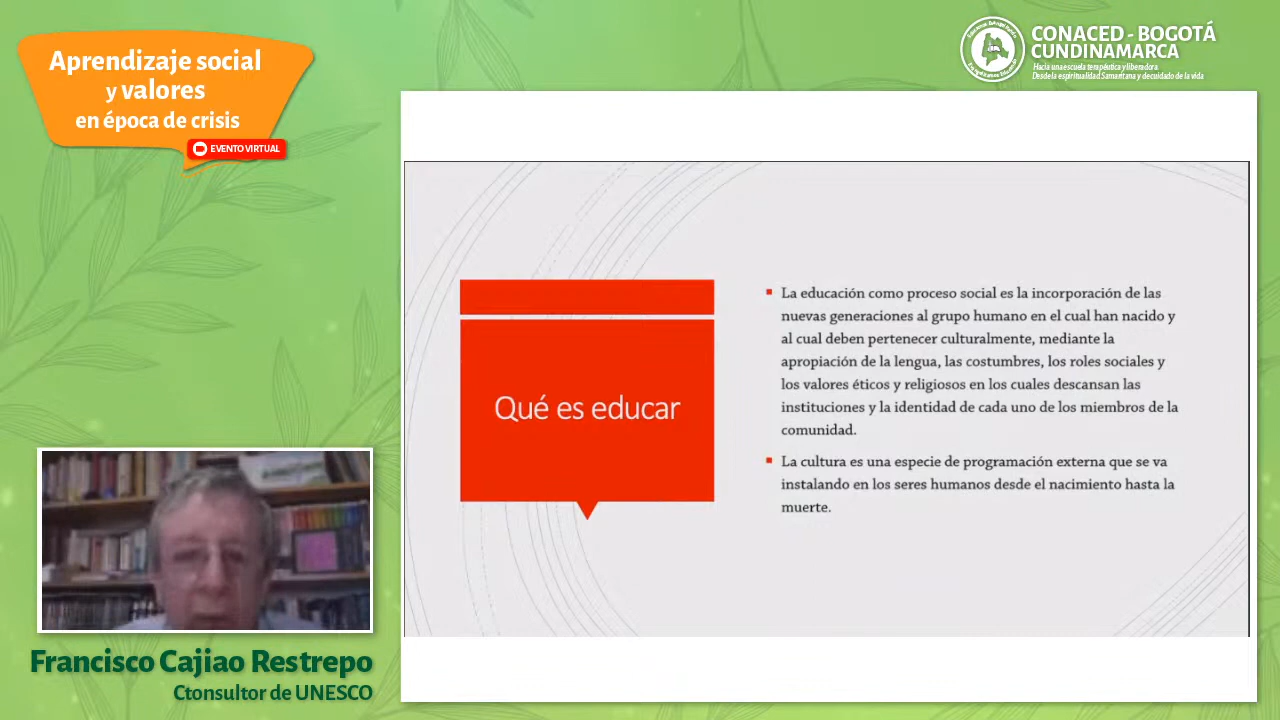 Aprendizaje social
y valores
en época de crisis
EVENTO VIRTUAL
CONACED - BOGOTÁ
CUNDINAMARCA
Hacia una escuela terapéutica y liberadora.
Desde la espiritualidad Samaritana y de cuidado de la vida
Qué es educar
La educación como proceso social es la incorporación de las
nuevas generaciones al grupo humano en el cual han nacido y
al cual deben pertenecer culturalmente, mediante la
apropiación de la lengua, las costumbres, los roles sociales y
los valores éticos y religiosos en los cuales descansan las
instituciones y la identidad de cada uno de los miembros de la
comunidad.
La cultura es una especie de programación externa que se va
instalando en los seres humanos desde el nacimiento hasta la
muerte.
Francisco Cajiao Restrepo
Ctonsultor de UNESCO